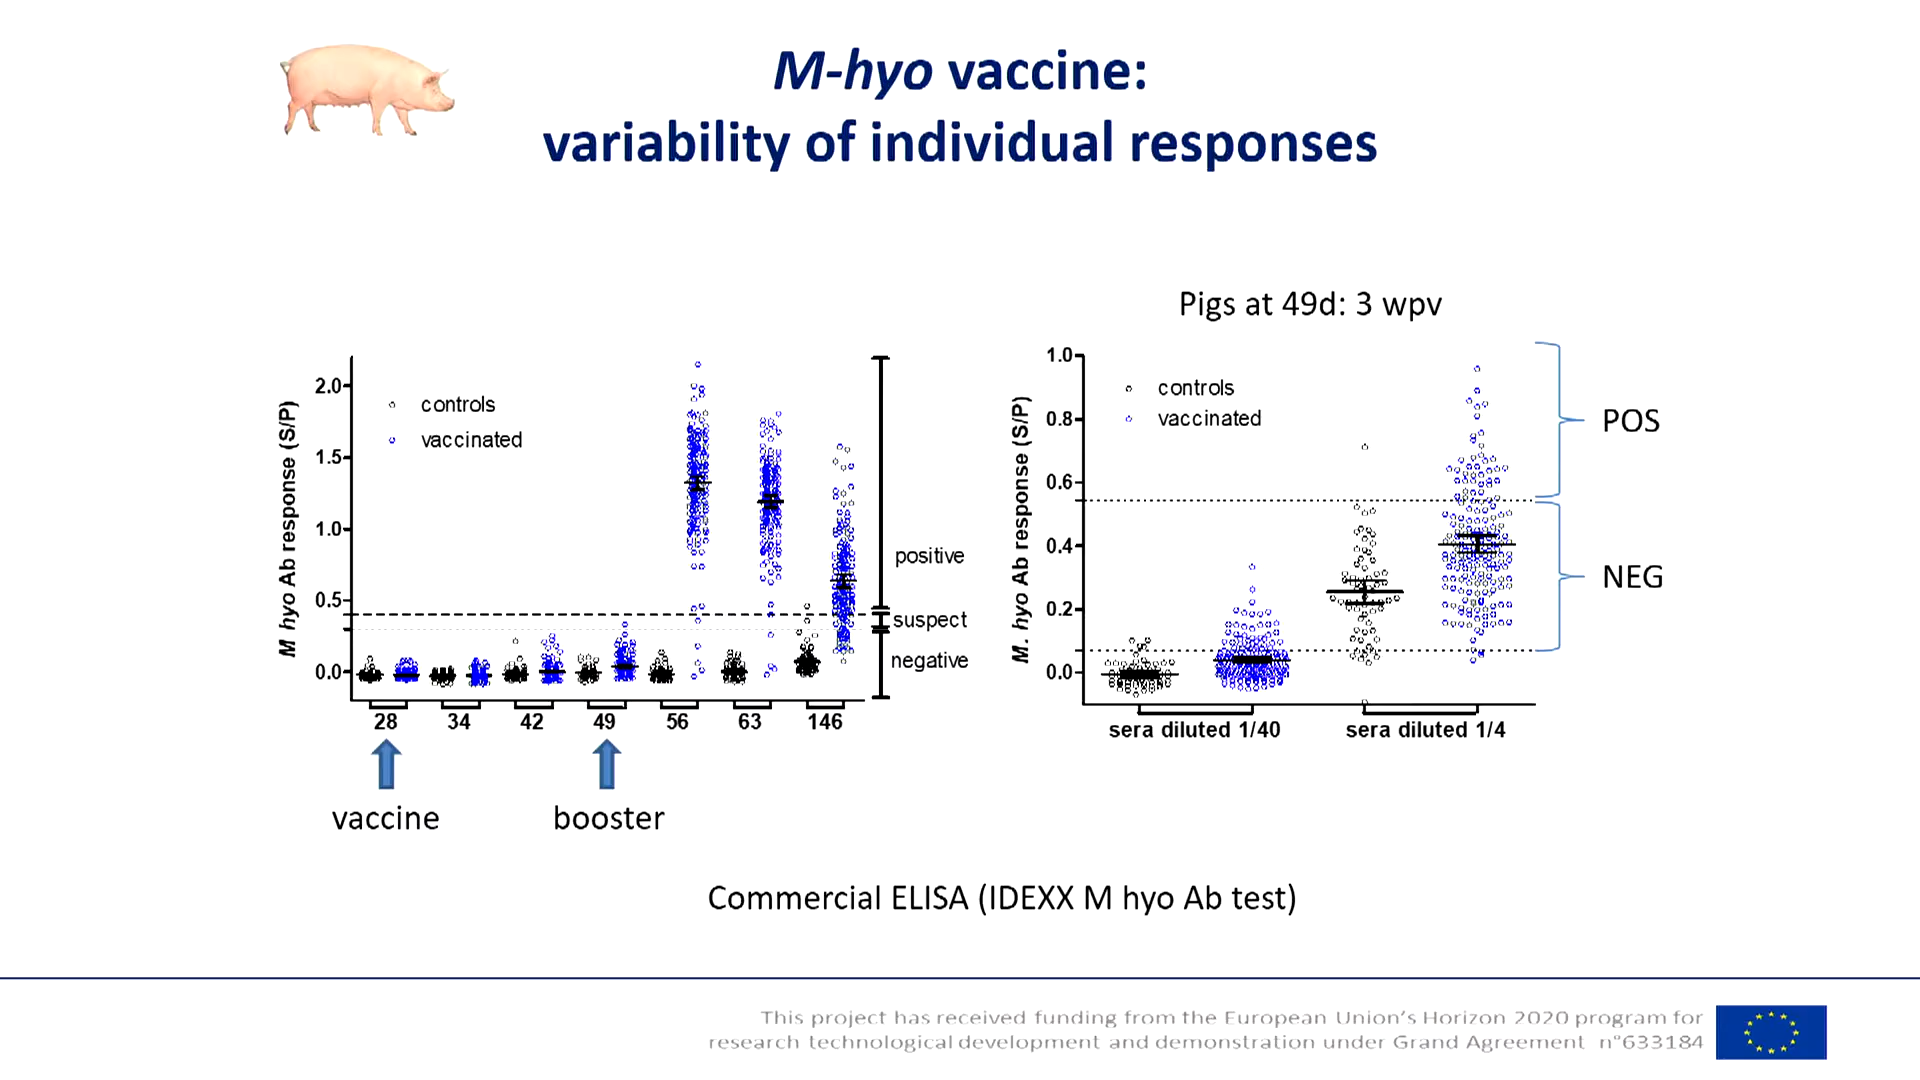 M-hyo vaccine:
variability of individual responses
Pigs at 49d: 3 wpv
M hyo Ab response (S/P)
2.0
1.5
1.0
0.5
0.0
controls
vaccinated
positive
suspect
negative
28 34 42 49 56 63 146
vaccine
booster
M. hyo Ab response (S/P)
1.0
0.8
0.6
0.4
0.2
0.0
controls
vaccinated
POS
NEG
sera diluted 1/40
sera diluted 1/4
Commercial ELISA (IDEXX M hyo Ab test)
This project has received funding from the European Union's Horizon 2020 program for
research technological development and demonstration under Grand Agreement n°633184